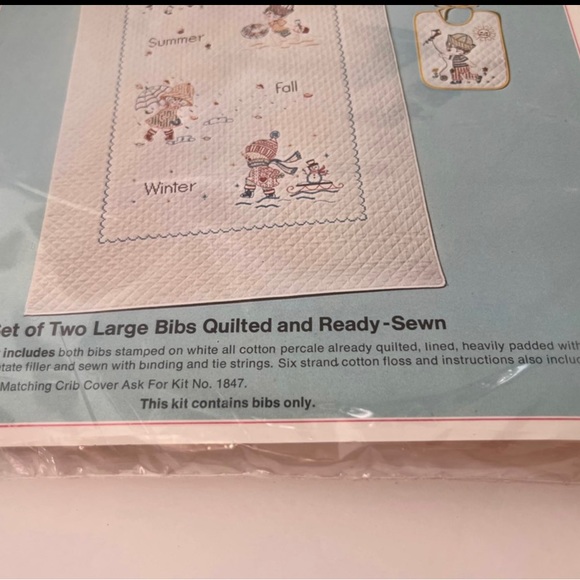 Summer
Fall
Winter
et of Two Large Bibs Quilted and Ready-Sewn
includes both bibs stamped on white all cotton percale already quilted, lined, heavily padded with
tate filler and sewn with binding and tie strings. Six strand cotton floss and instructions also inclu
Matching Crib Cover Ask For Kit No. 1847.
This kit contains bibs only.